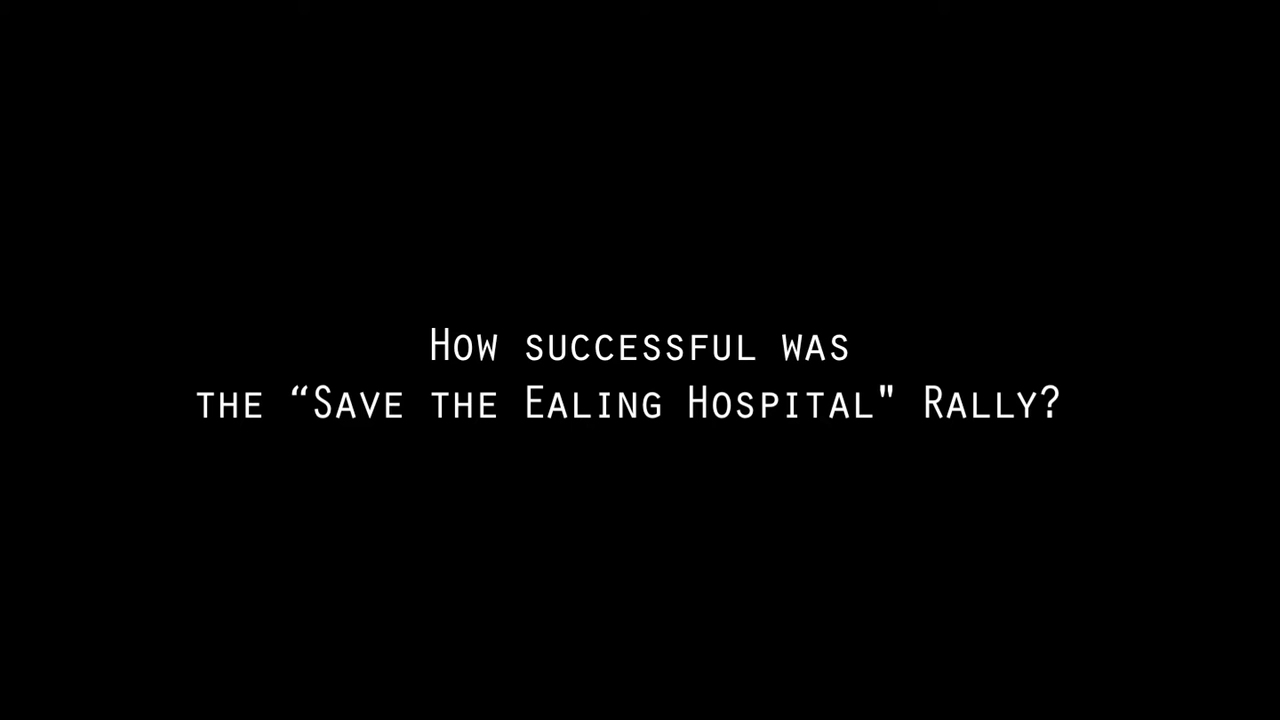 How successful was
the “Save the Ealing Hospital" Rally?